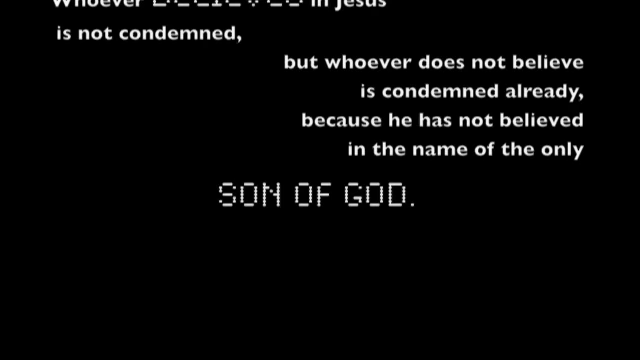 Whoever BELIEVES in Jesus
is not condemned,
but whoever does not believe
is condemned already,
because he has not believed
in the name of the only
SON OF GOD.